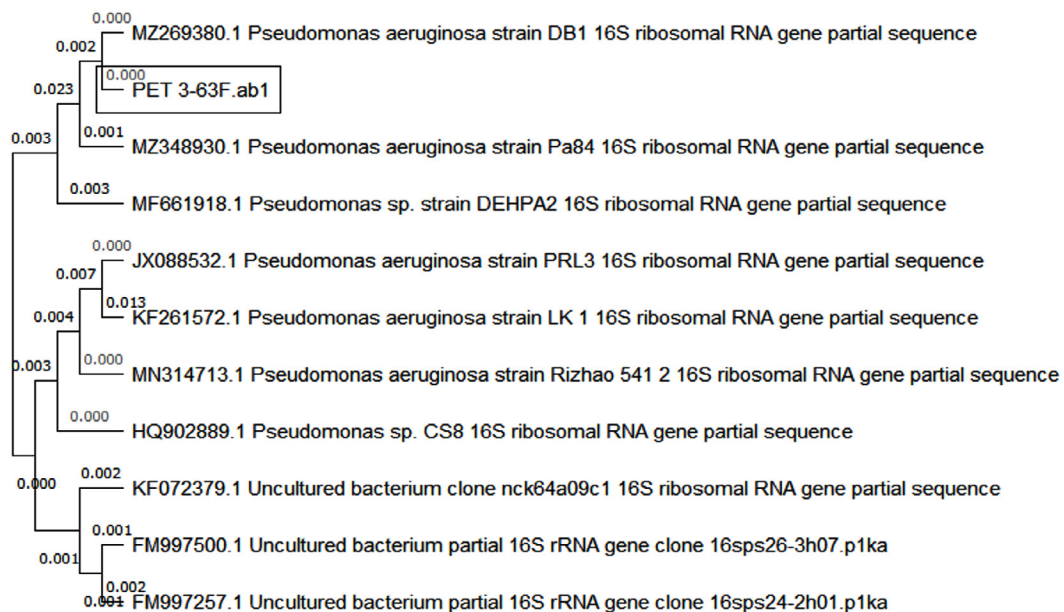 0.000
MZ269380.1 Pseudomonas aeruginosa strain DB1 16S ribosomal RNA gene partial sequence
0.002
0.000
PET 3-63F.ab1
0.023
0.001
MZ348930.1 Pseudomonas aeruginosa strain Pa84 16S ribosomal RNA gene partial sequence
0.003
0.003
MF661918.1 Pseudomonas sp. strain DEHPA2 16S ribosomal RNA gene partial sequence
0.000
JX088532.1 Pseudomonas aeruginosa strain PRL3 16S ribosomal RNA gene partial sequence
0.007
0.013
KF261572.1 Pseudomonas aeruginosa strain LK 1 16S ribosomal RNA gene partial sequence
0.004
0.000
MN314713.1 Pseudomonas aeruginosa strain Rizhao 541 2 16S ribosomal RNA gene partial sequence
0.003
0.000
HQ902889.1 Pseudomonas sp. CS8 16S ribosomal RNA gene partial sequence
0.000
0.002
KF072379.1 Uncultured bacterium clone nck64a09c1 16S ribosomal RNA gene partial sequence
0.001
FM997500.1 Uncultured bacterium partial 16S rRNA gene clone 16sps26-3h07.p1ka
0.001
0.002
0.001
FM997257.1 Uncultured bacterium partial 16S rRNA gene clone 16sps24-2h01.p1ka